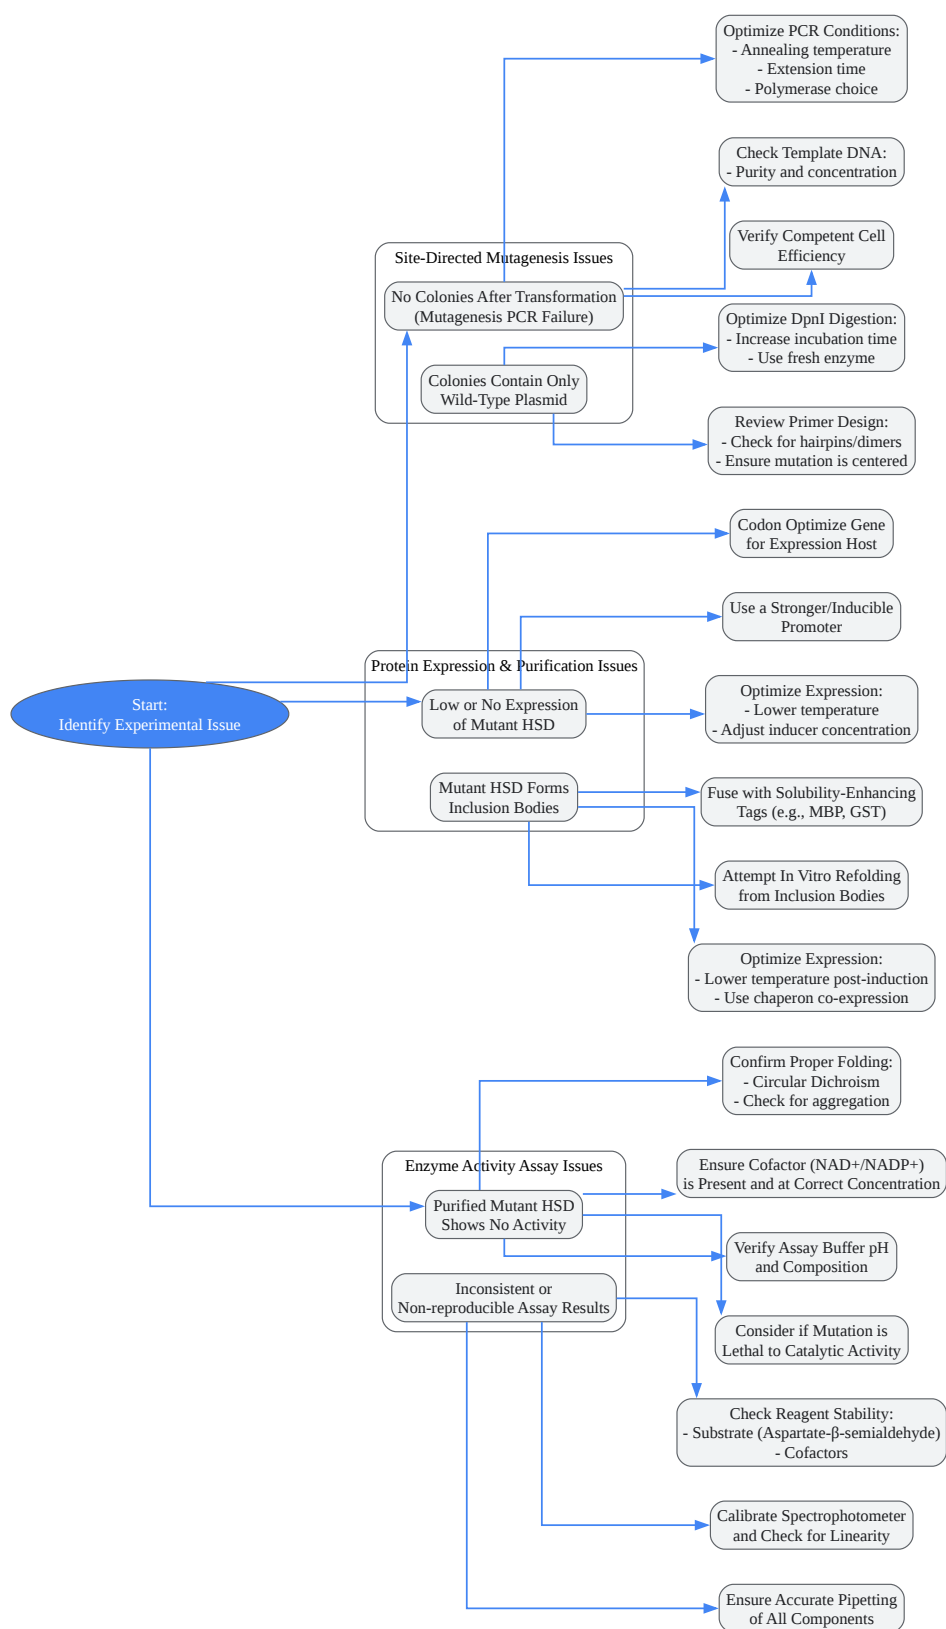 Optimize PCR Conditions:
- Annealing temperature
- Extension time
- Polymerase choice
Check Template DNA:
- Purity and concentration
Verify Competent Cell
Efficiency
Site-Directed Mutagenesis Issues
No Colonies After Transformation
(Mutagenesis PCR Failure)
Optimize DpnI Digestion:
- Increase incubation time
- Use fresh enzyme
Colonies Contain Only
Wild-Type Plasmid
Review Primer Design:
- Check for hairpins/dimers
- Ensure mutation is centered
Codon Optimize Gene
for Expression Host
Use a Stronger/Inducible
Promoter
Protein Expression & Purification Issues
Start:
Identify Experimental Issue
Low or No Expression
of Mutant HSD
Optimize Expression:
- Lower temperature
- Adjust inducer concentration
Mutant HSD Forms
Inclusion Bodies
Fuse with Solubility-Enhancing
Tags (e.g., MBP, GST)
Attempt In Vitro Refolding
from Inclusion Bodies
Optimize Expression:
- Lower temperature post-induction
- Use chaperon co-expression
Confirm Proper Folding:
- Circular Dichroism
- Check for aggregation
Enzyme Activity Assay Issues
Ensure Cofactor (NAD+/NADP+)
is Present and at Correct Concentration
Purified Mutant HSD
Shows No Activity
Verify Assay Buffer pH
and Composition
Inconsistent or
Non-reproducible Assay Results
Consider if Mutation is
Lethal to Catalytic Activity
Check Reagent Stability:
- Substrate (Aspartate-β-semialdehyde)
- Cofactors
Calibrate Spectrophotometer
and Check for Linearity
Ensure Accurate Pipetting
of All Components